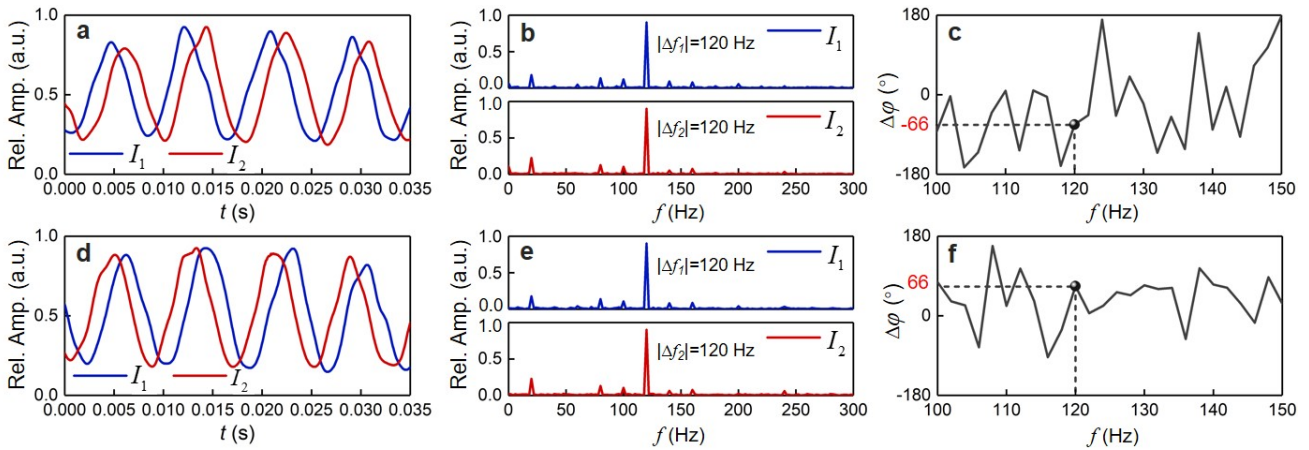 a
Rel. Amp. (a.u.)
1.0
0.5
0.0
I1
I2
0.000 0.005 0.010 0.015 0.020 0.025 0.030 0.035
t (s)
b
Rel. Amp. (a.u.)
1.0
0.5
0.0
|Δf1|=120 Hz
I1
1.0
0.5
0.0
|Δf2|=120 Hz
I2
0 50 100 150 200 250 300
f (Hz)
c
Δφ (°)
180
0
-66
-180
100 110 120 130 140 150
f (Hz)
d
Rel. Amp. (a.u.)
1.0
0.5
0.0
I1
I2
0.000 0.005 0.010 0.015 0.020 0.025 0.030 0.035
t (s)
e
Rel. Amp. (a.u.)
1.0
0.5
0.0
|Δf1|=120 Hz
I1
1.0
0.5
0.0
|Δf2|=120 Hz
I2
0 50 100 150 200 250 300
f (Hz)
f
Δφ (°)
180
66
0
-180
100 110 120 130 140 150
f (Hz)